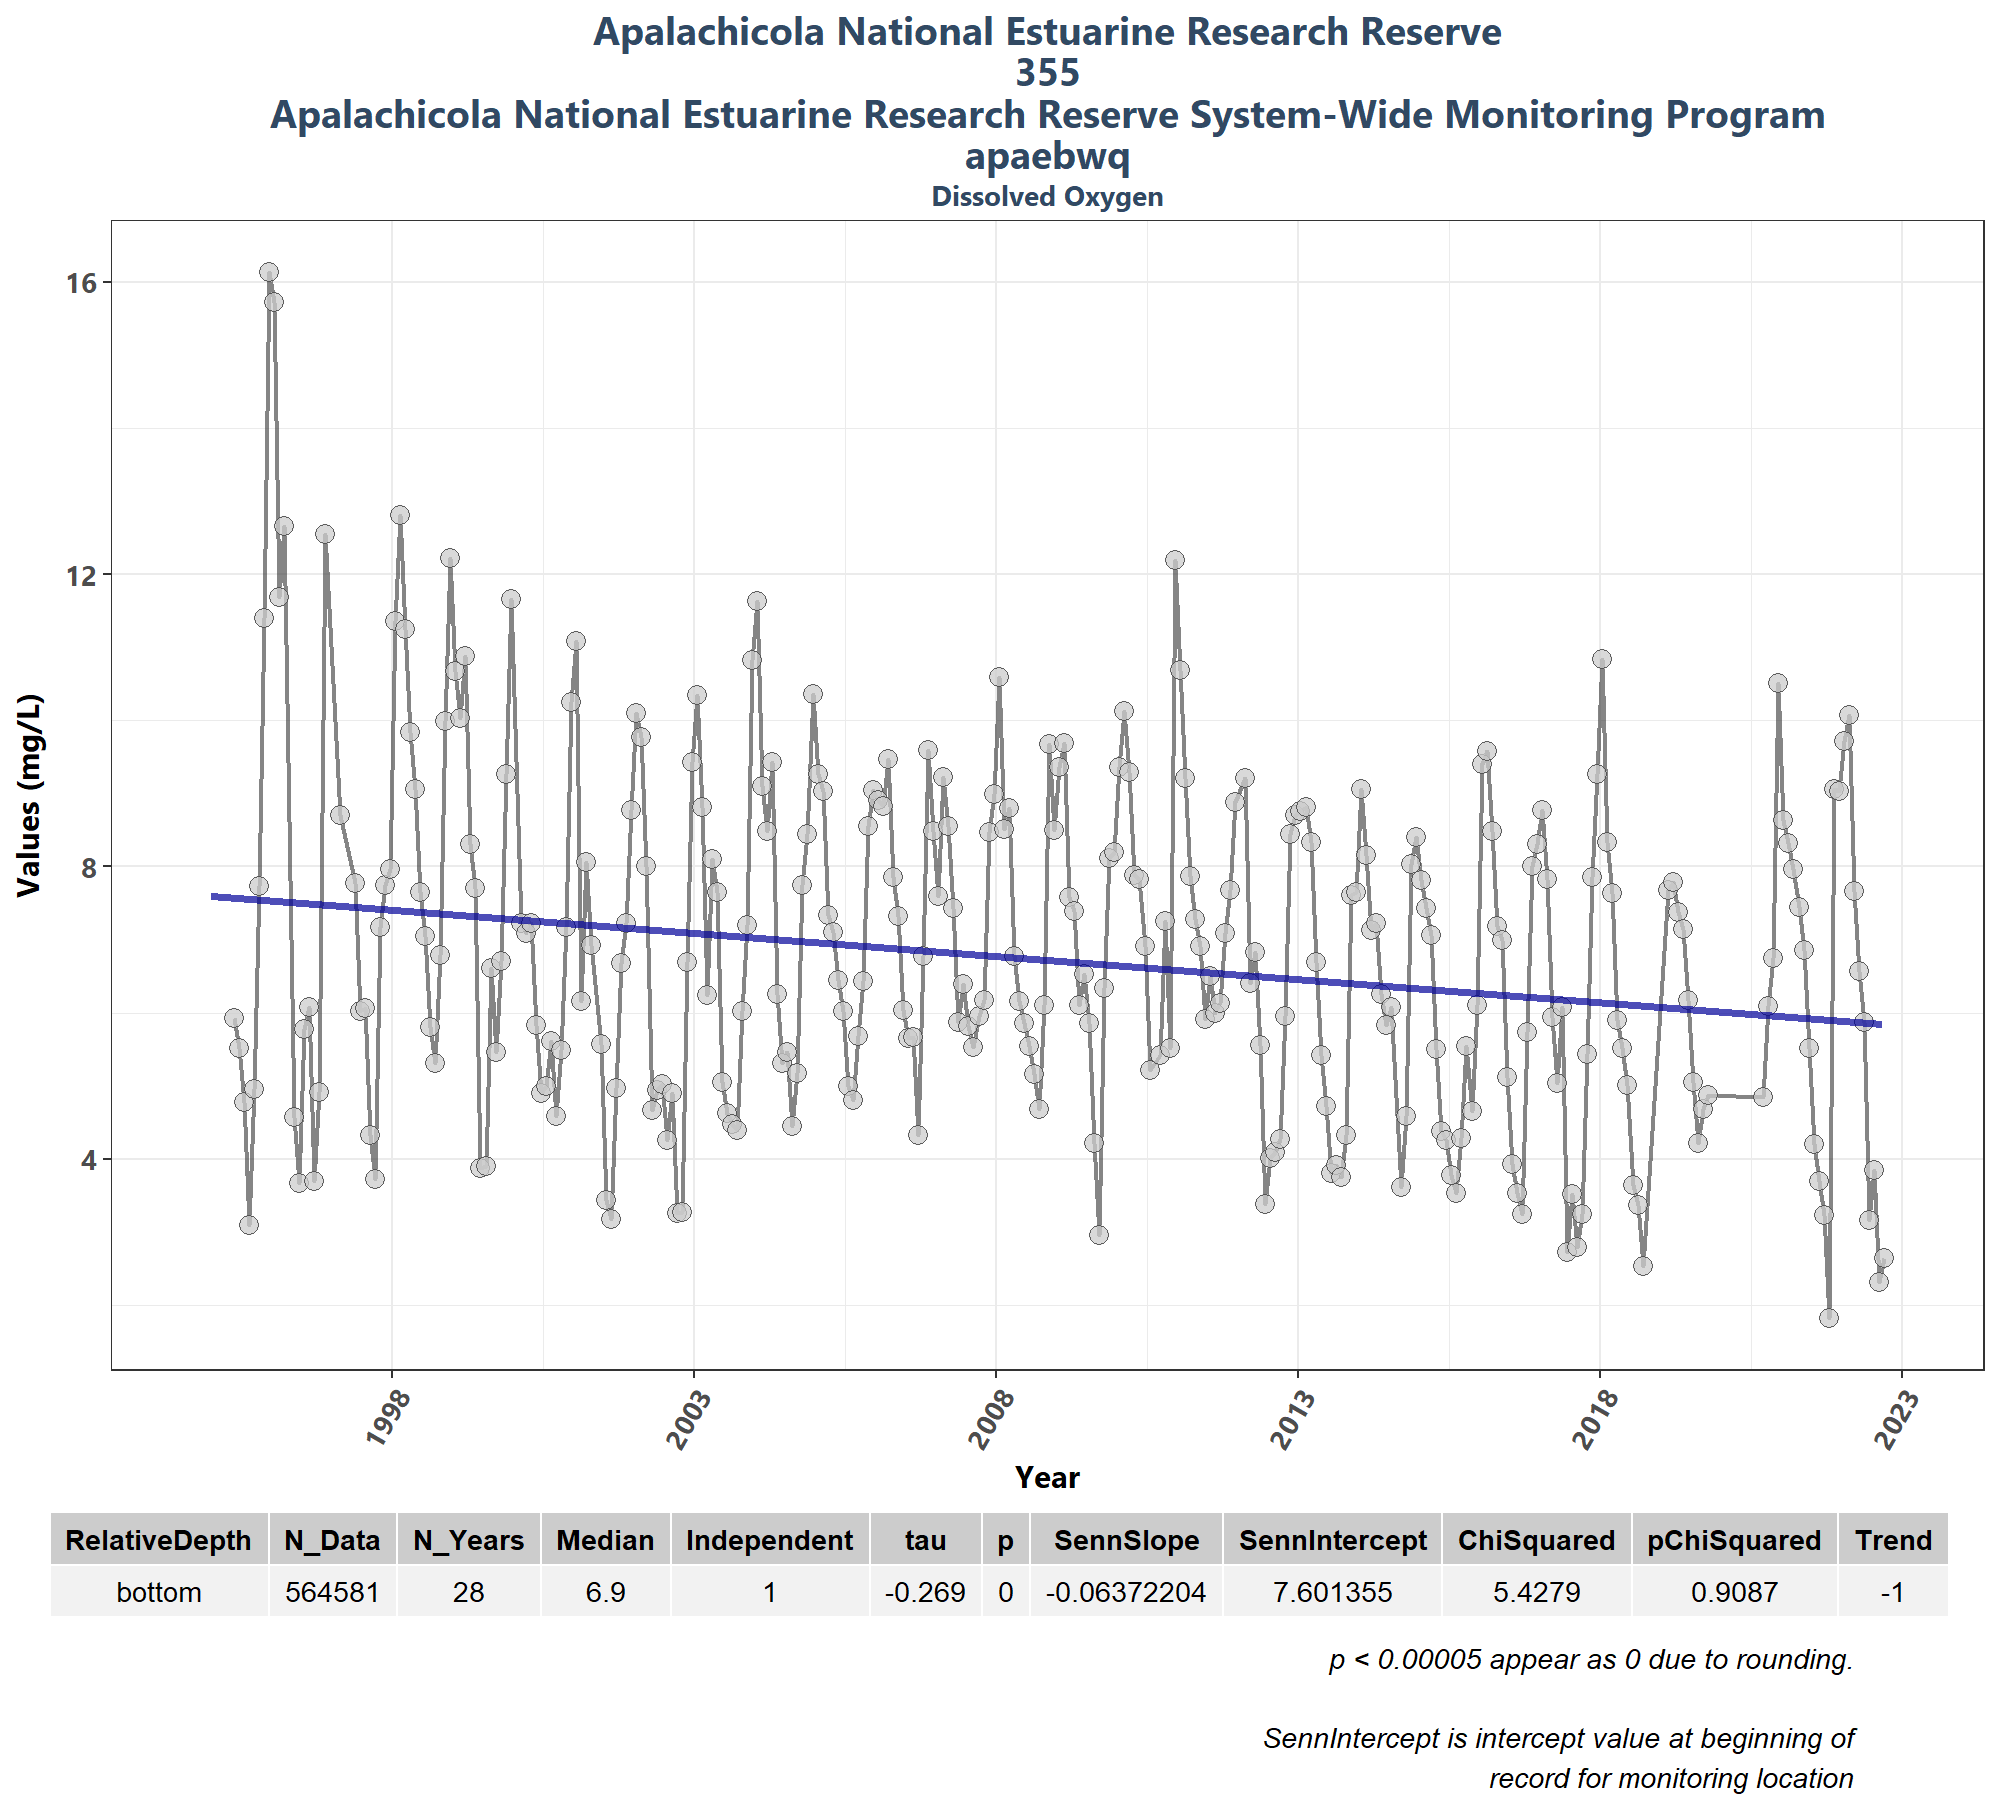 Apalachicola National Estuarine Research Reserve
355
Apalachicola National Estuarine Research Reserve System-Wide Monitoring Program
apaebwq
Dissolved Oxygen
Values (mg/L)
16
12
8
4
1998 2003 2008 2013 2018 2023
Year
RelativeDepth N_Data N_Years Median Independent tau p SennSlope SennIntercept ChiSquared pChiSquared Trend
bottom 564581 28 6.9 1 -0.269 0 -0.06372204 7.601355 5.4279 0.9087 -1
p < 0.00005 appear as 0 due to rounding.
SennIntercept is intercept value at beginning of
record for monitoring location